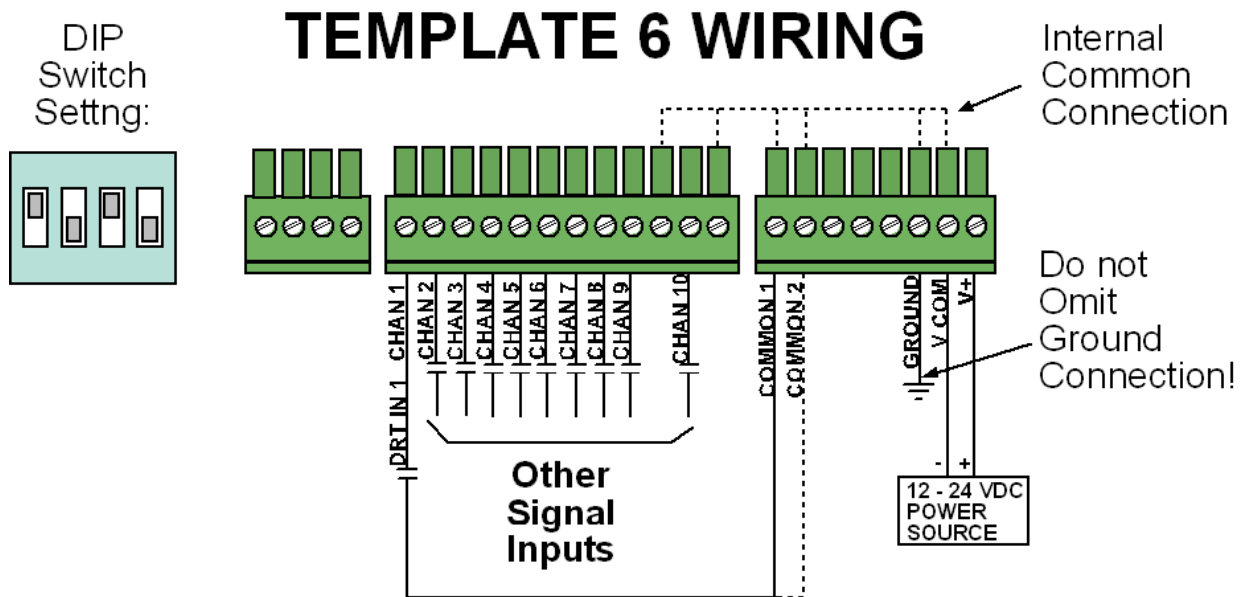 TEMPLATE 6 WIRING
DIP
Switch
Settng:
Internal
Common
Connection
CHAN 1
CHAN 2
CHAN 3
CHAN 4
CHAN 5
CHAN 6
CHAN 7
CHAN 8
CHAN 9
CHAN 10
COMMON 1
COMMON 2
GROUND
V COM
V+
DRT IN 1
Do not
Omit
Ground
Connection!
Other
Signal
Inputs
- +
12 - 24 VDC
POWER
SOURCE